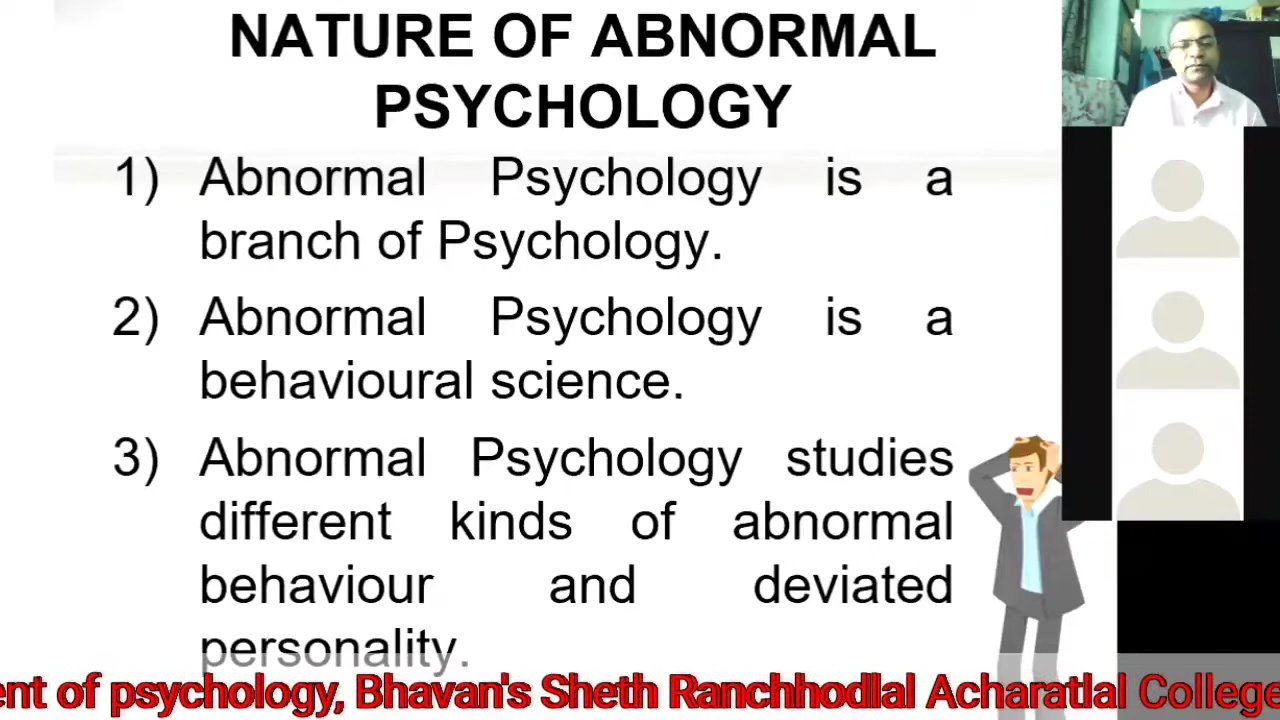 NATURE OF ABNORMAL
PSYCHOLOGY
1) Abnormal Psychology is a
branch of Psychology.
2) Abnormal Psychology is a
behavioural science.
3) Abnormal Psychology studies
different kinds of abnormal
behaviour and deviated
personality.
ent of psychology, Bhavan's Sheth Ranchhodlal Acharatlal College